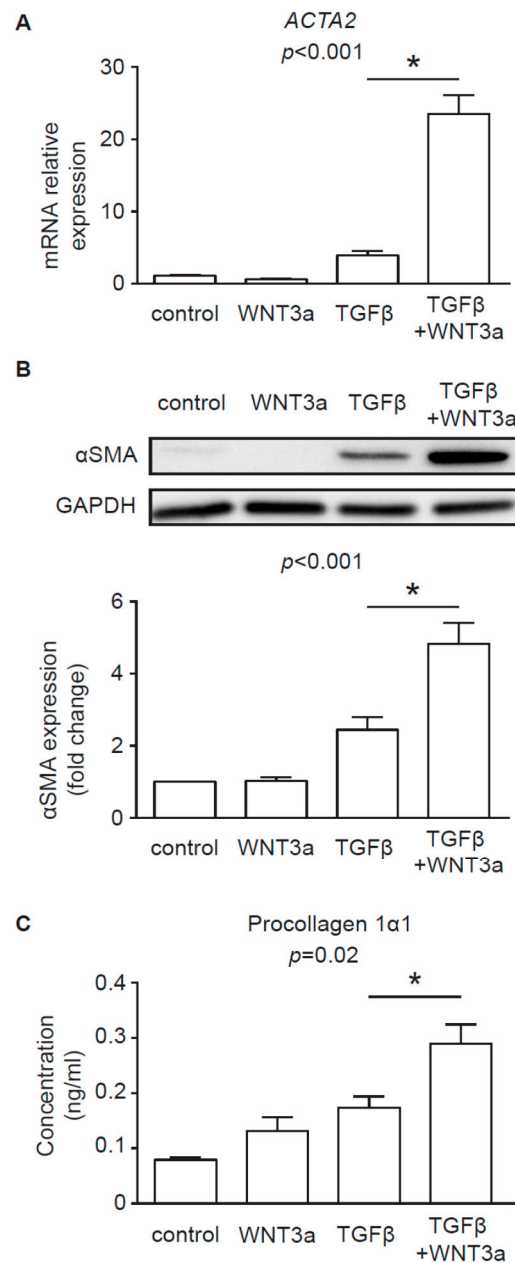 A
ACTA2
p<0.001
*
30
20
10
0
mRNA relative
expression
control WNT3a TGFβ TGFβ
+WNT3a
B
control WNT3a TGFβ TGFβ
+WNT3a
αSMA
GAPDH
p<0.001
*
6
4
2
0
αSMA expression
(fold change)
control WNT3a TGFβ TGFβ
+WNT3a
C
Procollagen 1α1
p=0.02
*
0.4
0.3
0.2
0.1
0
Concentration
(ng/ml)
control WNT3a TGFβ TGFβ
+WNT3a